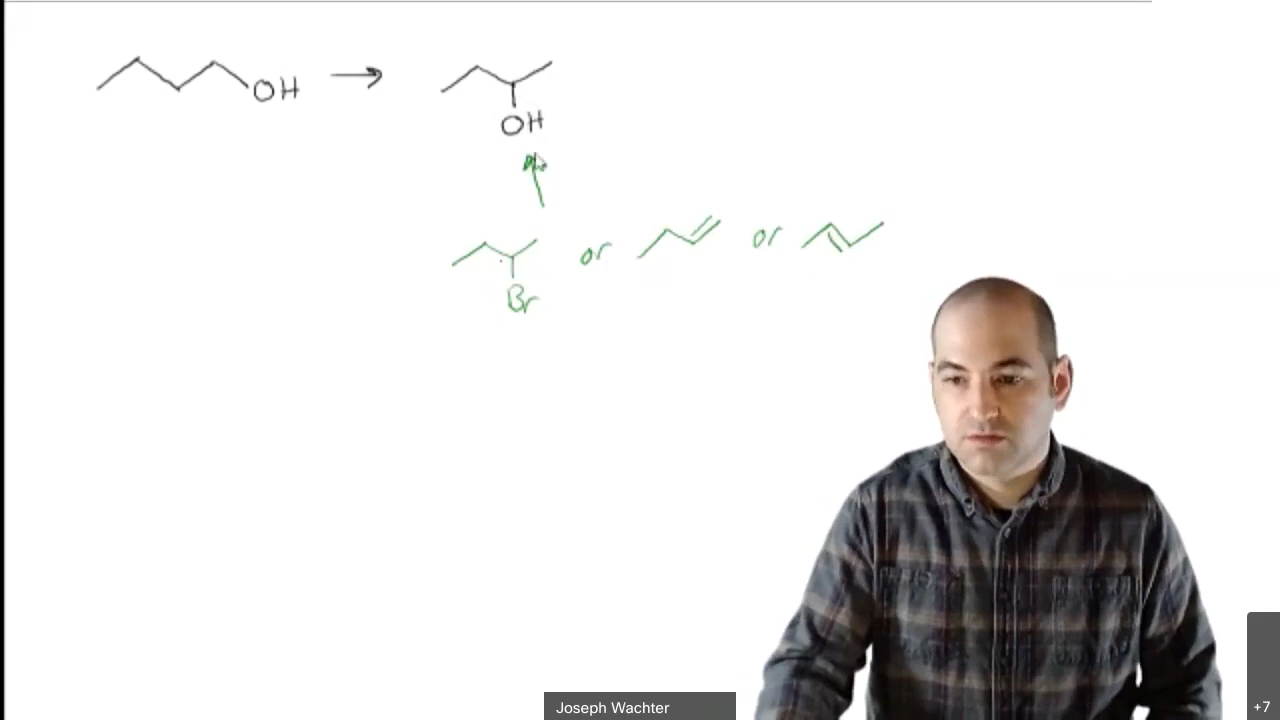 OH → OH
or or
Br
Joseph Wachter
+7